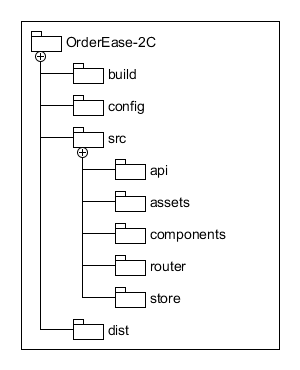 OrderEase-2C
build
config
src
api
assets
components
router
store
dist